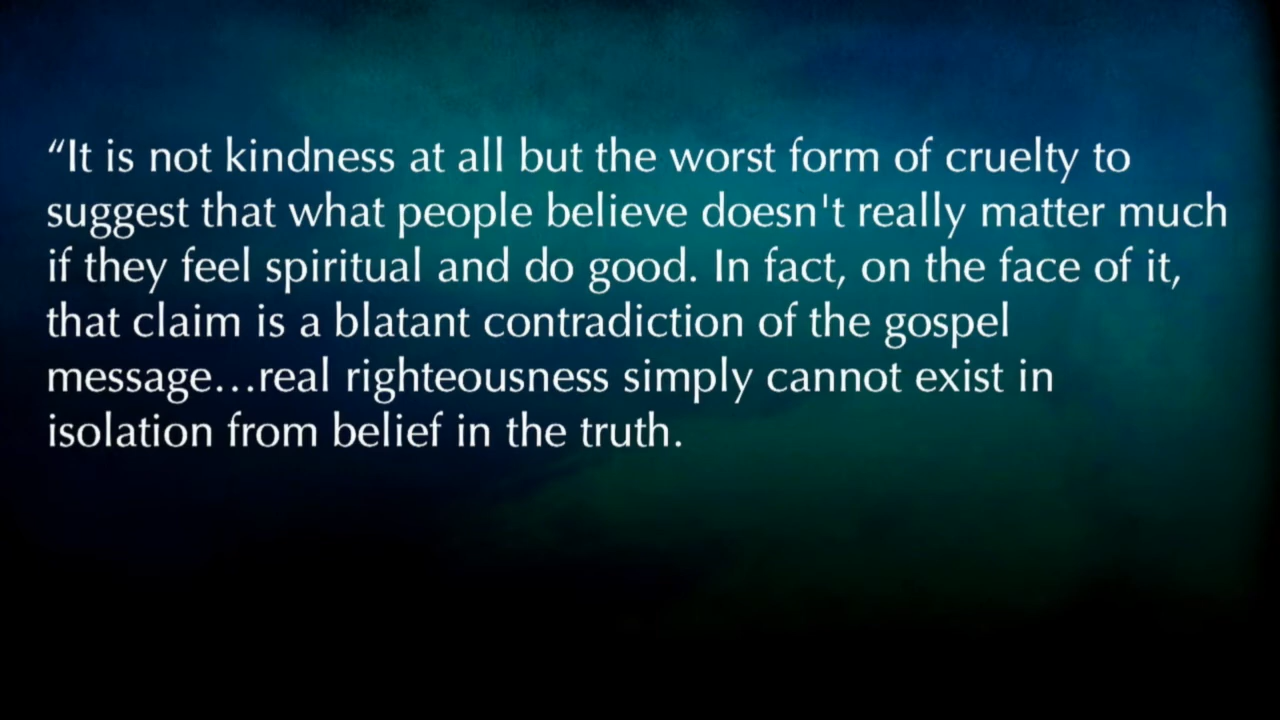 “It is not kindness at all but the worst form of cruelty to
suggest that what people believe doesn't really matter much
if they feel spiritual and do good. In fact, on the face of it,
that claim is a blatant contradiction of the gospel
message…real righteousness simply cannot exist in
isolation from belief in the truth.